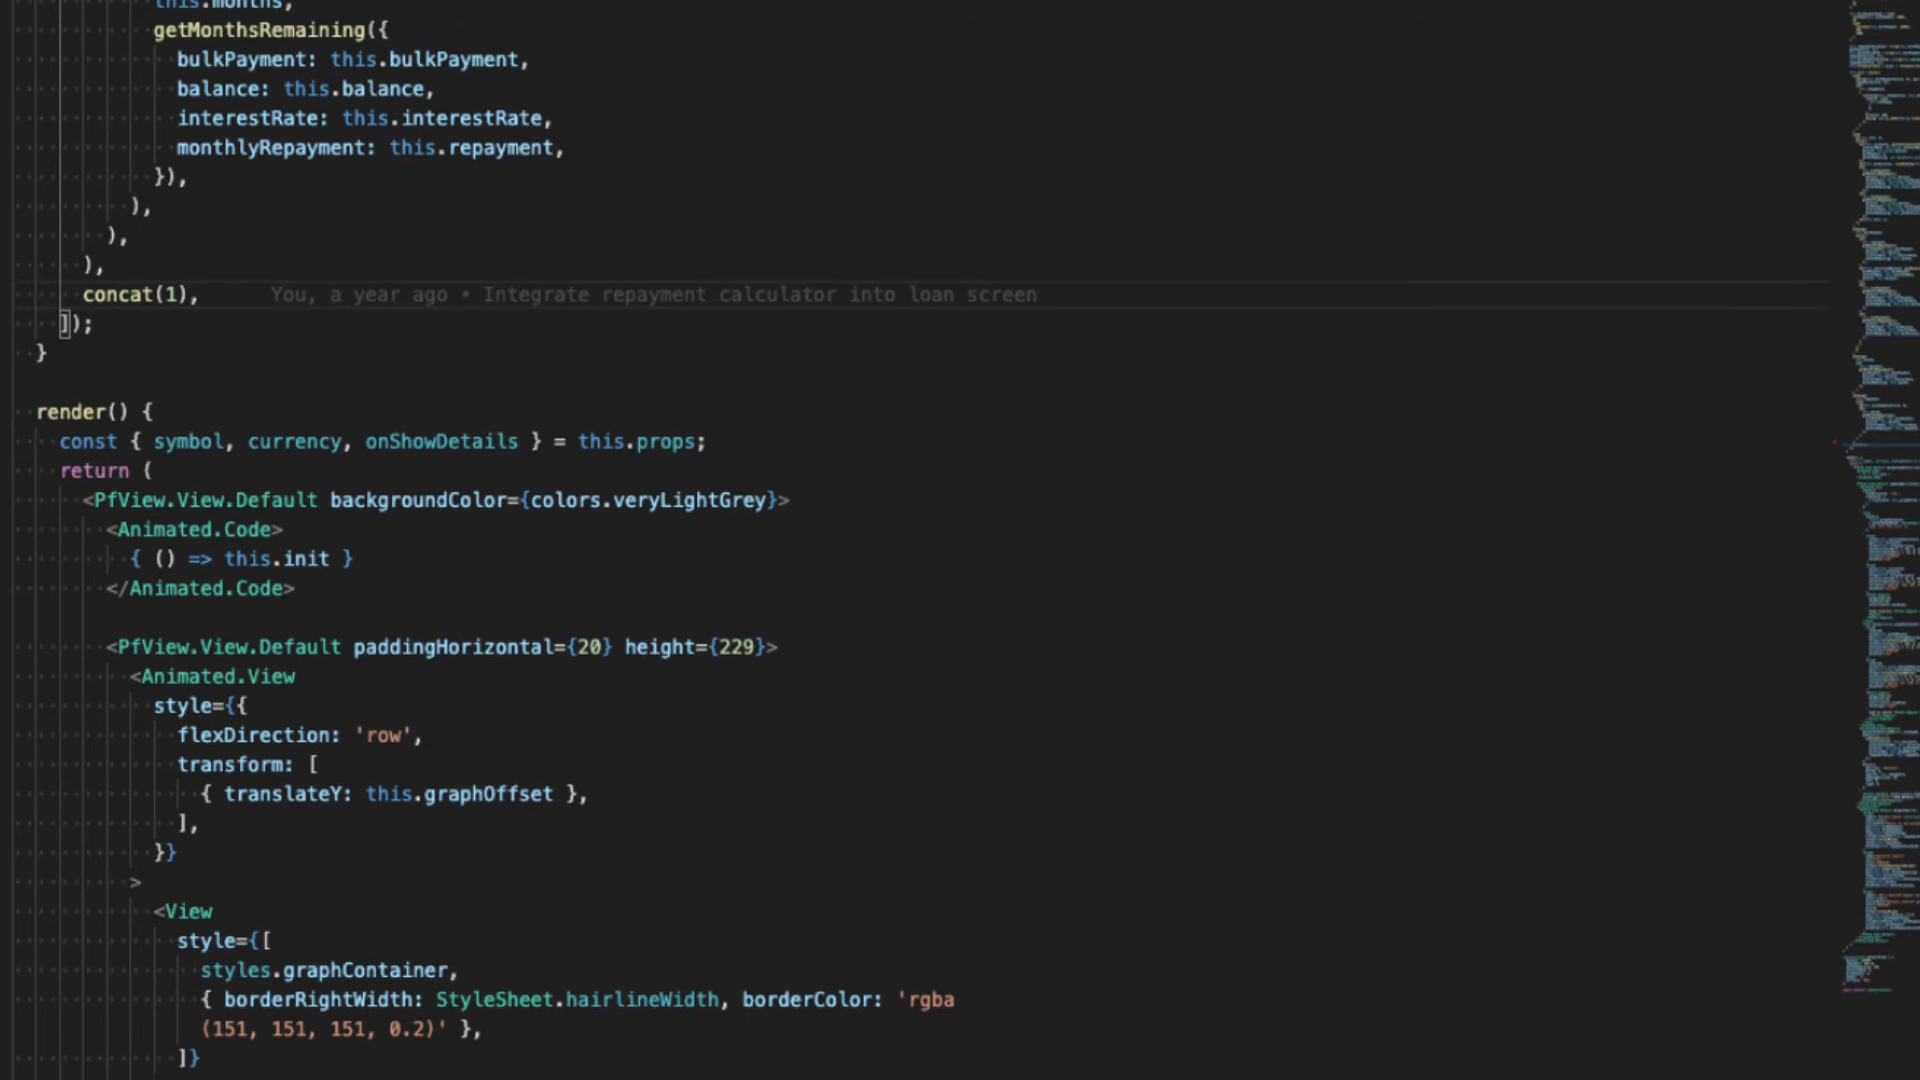 this.months,
getMonthsRemaining({
bulkPayment: this.bulkPayment,
balance: this.balance,
interestRate: this.interestRate,
monthlyRepayment: this.repayment,
}),
),
),
),
concat(1), You, a year ago • Integrate repayment calculator into loan screen
]);
}
render() {
const { symbol, currency, onShowDetails } = this.props;
return (
<PfView.View.Default backgroundColor={colors.veryLightGrey}>
<Animated.Code>
{ () => this.init }
</Animated.Code>
<PfView.View.Default paddingHorizontal={20} height={229}>
<Animated.View
style={{
flexDirection: 'row',
transform: [
{ translateY: this.graphOffset },
],
}}
>
<View
style={[
styles.graphContainer,
{ borderRightWidth: StyleSheet.hairlineWidth, borderColor: 'rgba
(151, 151, 151, 0.2)' },
]}